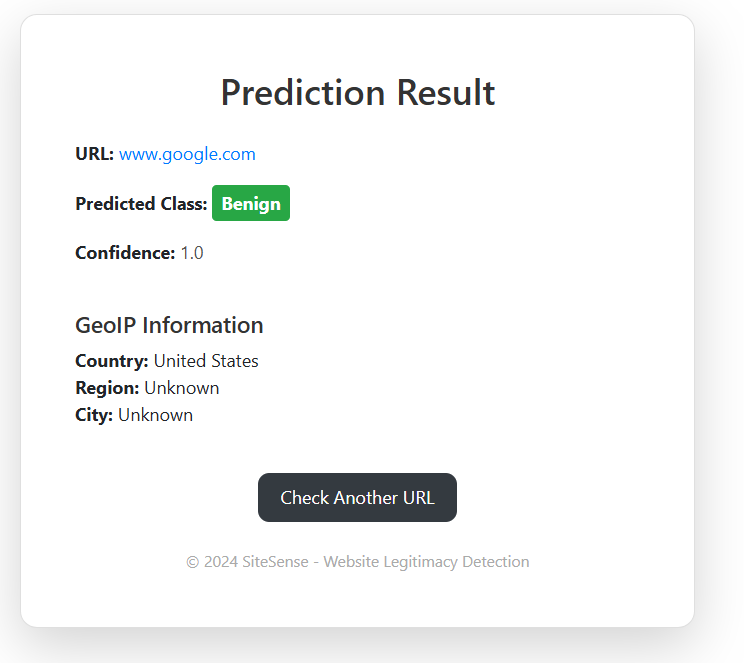 Prediction Result
URL: www.google.com
Predicted Class: Benign
Confidence: 1.0
GeoIP Information
Country: United States
Region: Unknown
City: Unknown
Check Another URL
© 2024 SiteSense - Website Legitimacy Detection